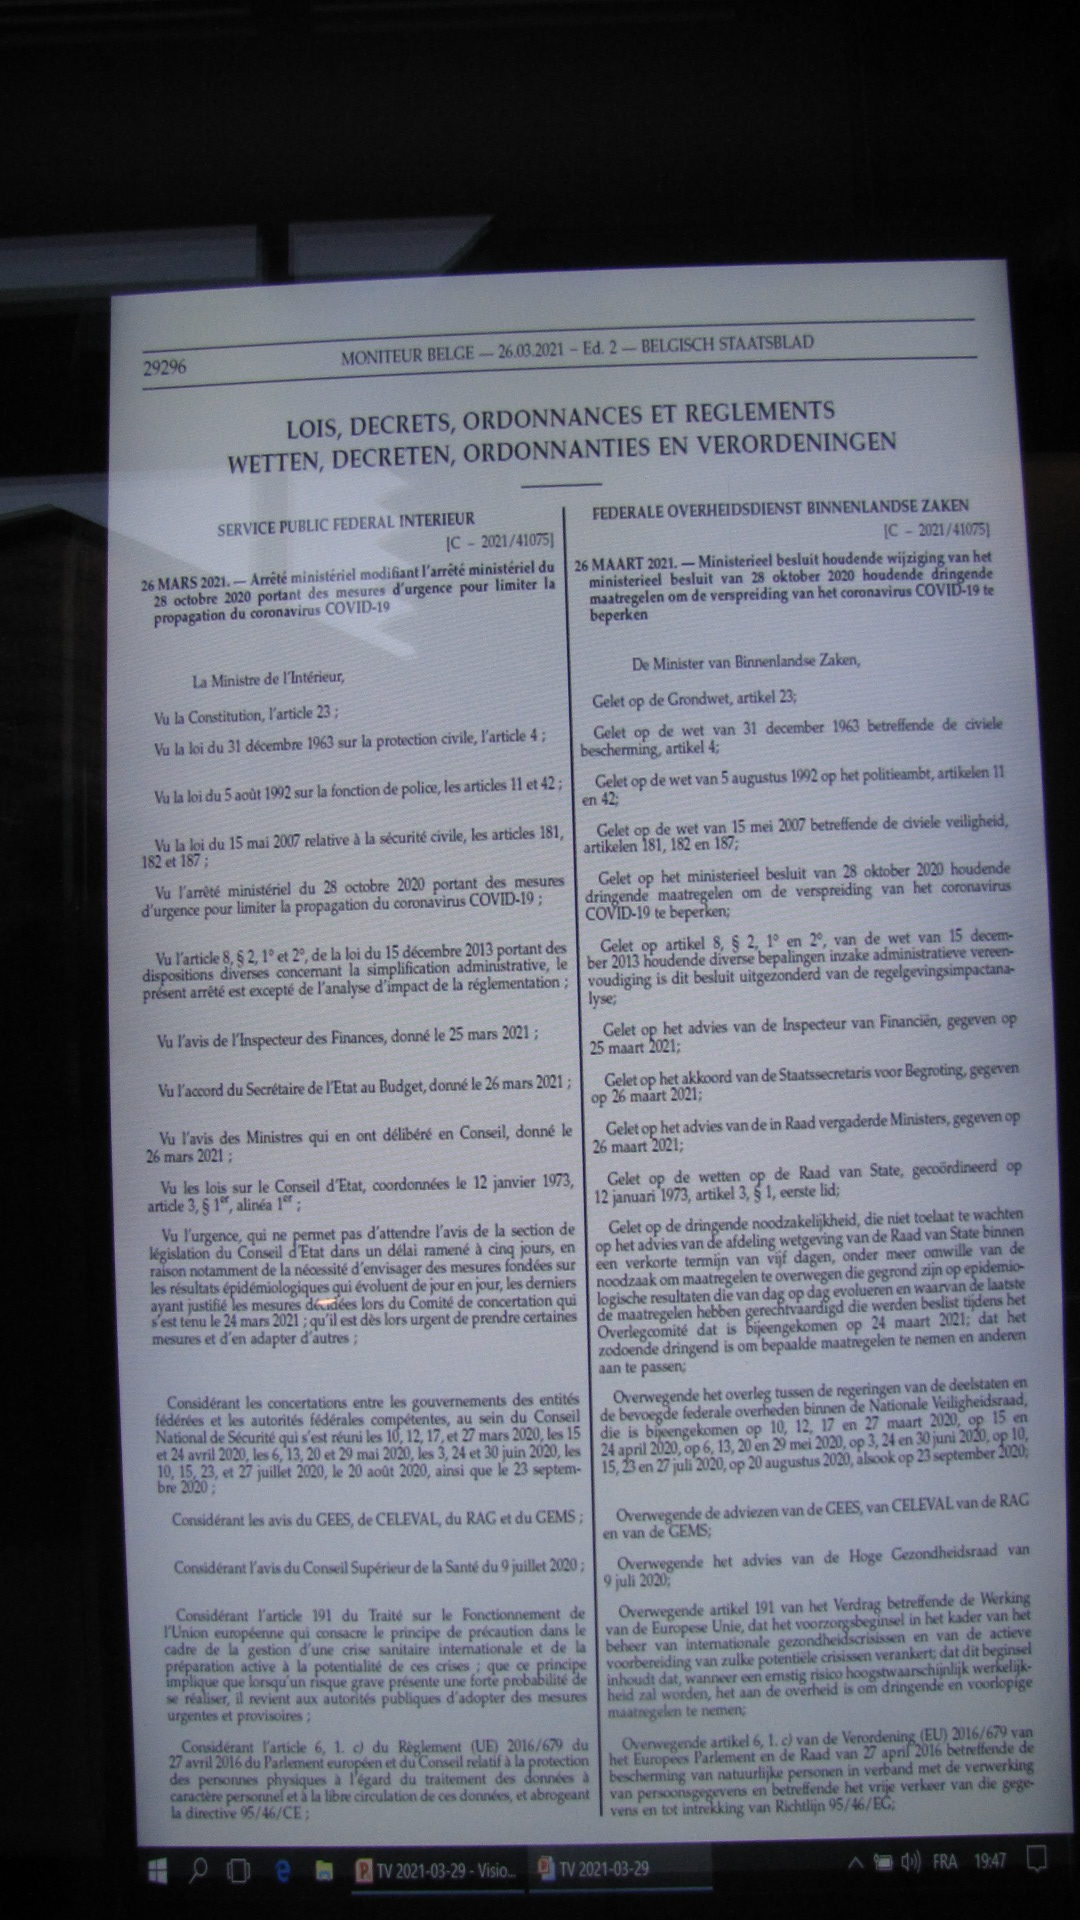 29296
MONITEUR BELGE — 26.03.2021 – Ed. 2 — BELGISCH STAATSBLAD
LOIS, DECRETS, ORDONNANCES ET REGLEMENTS
WETTEN, DECRETEN, ORDONNANTIES EN VERORDENINGEN
SERVICE PUBLIC FEDERAL INTERIEUR
[C – 2021/41075]
26 MARS 2021. — Arrêté ministériel modifiant l'arrêté ministériel du
28 octobre 2020 portant des mesures d'urgence pour limiter la
propagation du coronavirus COVID-19
La Ministre de l'Intérieur,
Vu la Constitution, l'article 23 ;
Vu la loi du 31 décembre 1963 sur la protection civile, l'article 4 ;
Vu la loi du 5 août 1992 sur la fonction de police, les articles 11 et 42 ;
Vu la loi du 15 mai 2007 relative à la sécurité civile, les articles 181,
182 et 187 ;
Vu l'arrêté ministériel du 28 octobre 2020 portant des mesures
d'urgence pour limiter la propagation du coronavirus COVID-19 ;
Vu l'article 8, § 2, 1° et 2°, de la loi du 15 décembre 2013 portant des
dispositions diverses concernant la simplification administrative, le
présent arrêté est excepté de l'analyse d'impact de la réglementation ;
Vu l'avis de l'Inspecteur des Finances, donné le 25 mars 2021 ;
Vu l'accord du Secrétaire de l'Etat au Budget, donné le 26 mars 2021 ;
Vu l'avis des Ministres qui en ont délibéré en Conseil, donné le
26 mars 2021 ;
Vu les lois sur le Conseil d'Etat, coordonnées le 12 janvier 1973,
article 3, § 1er, alinéa 1er ;
Vu l'urgence, qui ne permet pas d'attendre l'avis de la section de
législation du Conseil d'Etat dans un délai ramené à cinq jours, en
raison notamment de la nécessité d'envisager des mesures fondées sur
les résultats épidémiologiques qui évoluent de jour en jour, les derniers
ayant justifié les mesures décidées lors du Comité de concertation qui
s'est tenu le 24 mars 2021 ; qu'il est dès lors urgent de prendre certaines
mesures et d'en adapter d'autres ;
Considérant les concertations entre les gouvernements des entités
fédérées et les autorités fédérales compétentes, au sein du Conseil
National de Sécurité qui s'est réuni les 10, 12, 17, et 27 mars 2020, les 15
et 24 avril 2020, les 6, 13, 20 et 29 mai 2020, les 3, 24 et 30 juin 2020, les
10, 15, 23, et 27 juillet 2020, le 20 août 2020, ainsi que le 23 septem-
bre 2020 ;
Considérant les avis du GEES, de CELEVAL, du RAG et du GEMS ;
Considérant l'avis du Conseil Supérieur de la Santé du 9 juillet 2020 ;
Considérant l'article 191 du Traité sur le Fonctionnement de
l'Union européenne qui consacre le principe de précaution dans le
cadre de la gestion d'une crise sanitaire internationale et de la
préparation active à la potentialité de ces crises ; que ce principe
implique que lorsqu'un risque grave présente une forte probabilité de
se réaliser, il revient aux autorités publiques d'adopter des mesures
urgentes et provisoires ;
Considérant l'article 6, 1. c) du Règlement (UE) 2016/679 du
27 avril 2016 du Parlement européen et du Conseil relatif à la protection
des personnes physiques à l'égard du traitement des données à
caractère personnel et à la libre circulation de ces données, et abrogeant
la directive 95/46/CE ;
FEDERALE OVERHEIDSDIENST BINNENLANDSE ZAKEN
[C – 2021/41075]
26 MAART 2021. — Ministerieel besluit houdende wijziging van het
ministerieel besluit van 28 oktober 2020 houdende dringende
maatregelen om de verspreiding van het coronavirus COVID-19 te
beperken
De Minister van Binnenlandse Zaken,
Gelet op de Grondwet, artikel 23;
Gelet op de wet van 31 december 1963 betreffende de civiele
bescherming, artikel 4;
Gelet op de wet van 5 augustus 1992 op het politieambt, artikelen 11
en 42;
Gelet op de wet van 15 mei 2007 betreffende de civiele veiligheid,
artikelen 181, 182 en 187;
Gelet op het ministerieel besluit van 28 oktober 2020 houdende
dringende maatregelen om de verspreiding van het coronavirus
COVID-19 te beperken;
Gelet op artikel 8, § 2, 1° en 2°, van de wet van 15 decem-
ber 2013 houdende diverse bepalingen inzake administratieve vereen-
voudiging is dit besluit uitgezonderd van de regelgevingsimpactana-
lyse;
Gelet op het advies van de Inspecteur van Financiën, gegeven op
25 maart 2021;
Gelet op het akkoord van de Staatssecretaris voor Begroting, gegeven
op 26 maart 2021;
Gelet op het advies van de in Raad vergaderde Ministers, gegeven op
26 maart 2021;
Gelet op de wetten op de Raad van State, gecoördineerd op
12 januari 1973, artikel 3, § 1, eerste lid;
Gelet op de dringende noodzakelijkheid, die niet toelaat te wachten
op het advies van de afdeling wetgeving van de Raad van State binnen
een verkorte termijn van vijf dagen, onder meer omwille van de
noodzaak om maatregelen te overwegen die gegrond zijn op epidemio-
logische resultaten die van dag op dag evolueren en waarvan de laatste
de maatregelen hebben gerechtvaardigd die werden beslist tijdens het
Overlegcomité dat is bijeengekomen op 24 maart 2021; dat het
zodoende dringend is om bepaalde maatregelen te nemen en anderen
aan te passen;
Overwegende het overleg tussen de regeringen van de deelstaten en
de bevoegde federale overheden binnen de Nationale Veiligheidsraad,
die is bijeengekomen op 10, 12, 17 en 27 maart 2020, op 15 en
24 april 2020, op 6, 13, 20 en 29 mei 2020, op 3, 24 en 30 juni 2020, op 10,
15, 23 en 27 juli 2020, op 20 augustus 2020, alsook op 23 september 2020;
Overwegende de adviezen van de GEES, van CELEVAL van de RAG
en van de GEMS;
Overwegende het advies van de Hoge Gezondheidsraad van
9 juli 2020;
Overwegende artikel 191 van het Verdrag betreffende de Werking
van de Europese Unie, dat het voorzorgsbeginsel in het kader van het
beheer van internationale gezondheidscrisissen en van de actieve
voorbereiding van zulke potentiële crisissen verankert; dat dit beginsel
inhoudt dat, wanneer een ernstig risico hoogstwaarschijnlijk werkelijk-
heid zal worden, het aan de overheid is om dringende en voorlopige
maatregelen te nemen;
Overwegende artikel 6, 1. c) van de Verordening (EU) 2016/679 van
het Europees Parlement en de Raad van 27 april 2016 betreffende de
bescherming van natuurlijke personen in verband met de verwerking
van persoonsgegevens en betreffende het vrije verkeer van die gege-
vens en tot intrekking van Richtlijn 95/46/EG;
TV 2021-03-29 - Visio... TV 2021-03-29 FRA 19:47